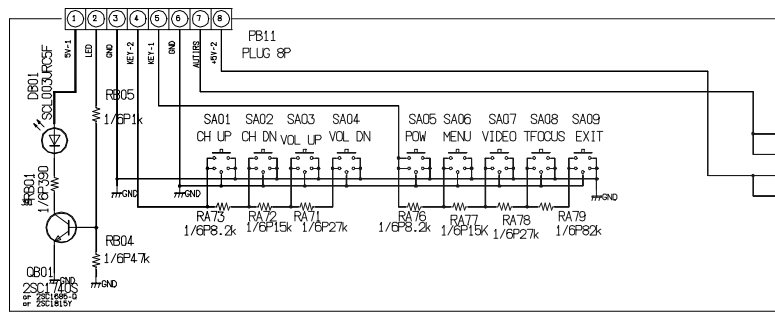 1 2 3 4 5 6 7 8
PB11
PLUG 8P
5V-1
LED
GND
KEY-2
KEY-1
GND
AUTIRS
+5V-2
DB01
SCL003URC5F
RB05
1/6P1k
SA01 SA02 SA03 SA04 SA05 SA06 SA07 SA08 SA09
CH UP CH DN VOL UP VOL DN POW MENU VIDEO TFOCUS EXIT
RB01
1/6P390
GND GND GND
RA73 RA72 RA71 RA76 RA77 RA78 RA79
1/6P8.2k 1/6P15k 1/6P27k 1/6P8.2k 1/6P15K 1/6P27k 1/6P82k
RB04
1/6P47k
QB01
GND
2SC1740S
GND
or 2SC1685-Q
or 2SC1815Y